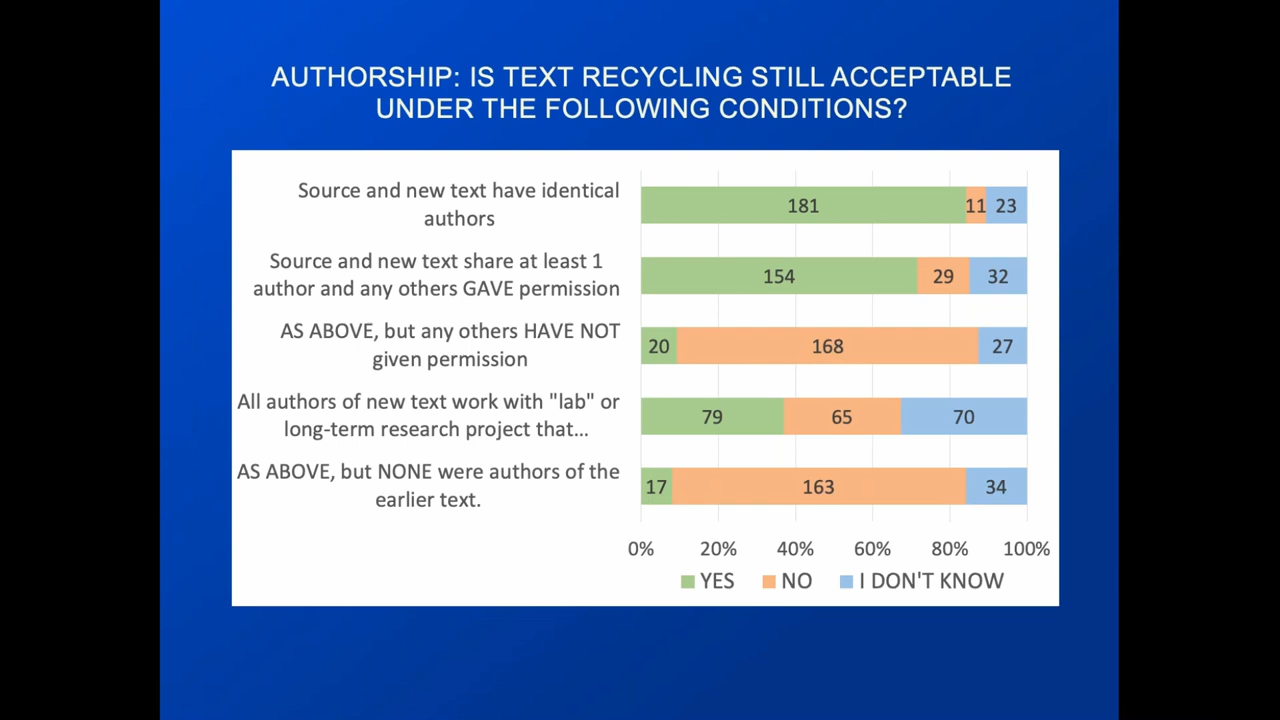 AUTHORSHIP: IS TEXT RECYCLING STILL ACCEPTABLE
UNDER THE FOLLOWING CONDITIONS?
Source and new text have identical
authors
181 11 23
Source and new text share at least 1
author and any others GAVE permission
154 29 32
AS ABOVE, but any others HAVE NOT
given permission
20 168 27
All authors of new text work with "lab" or
long-term research project that...
79 65 70
AS ABOVE, but NONE were authors of the
earlier text.
17 163 34
0% 20% 40% 60% 80% 100%
YES NO I DON'T KNOW